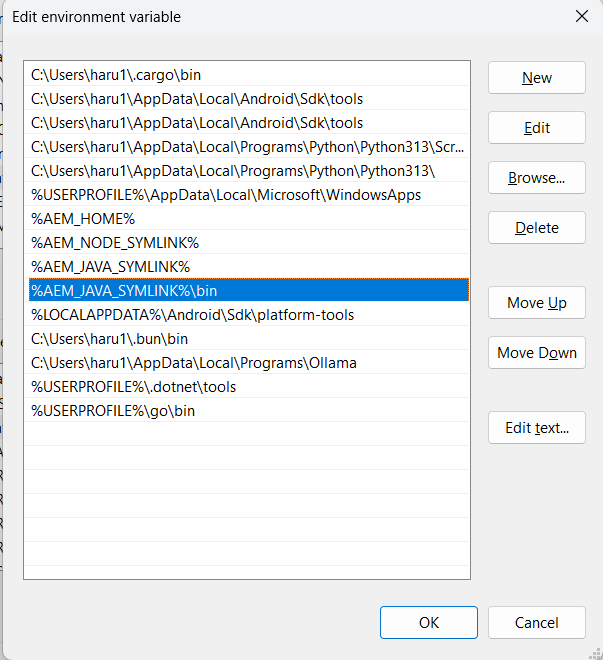 Edit environment variable
C:\Users\haru1\.cargo\bin
C:\Users\haru1\AppData\Local\Android\Sdk\tools
C:\Users\haru1\AppData\Local\Android\Sdk\tools
C:\Users\haru1\AppData\Local\Programs\Python\Python313\Scr...
C:\Users\haru1\AppData\Local\Programs\Python\Python313\
%USERPROFILE%\AppData\Local\Microsoft\WindowsApps
%AEM_HOME%
%AEM_NODE_SYMLINK%
%AEM_JAVA_SYMLINK%
%AEM_JAVA_SYMLINK%\bin
%LOCALAPPDATA%\Android\Sdk\platform-tools
C:\Users\haru1\.bun\bin
C:\Users\haru1\AppData\Local\Programs\Ollama
%USERPROFILE%\.dotnet\tools
%USERPROFILE%\go\bin
New
Edit
Browse...
Delete
Move Up
Move Down
Edit text...
OK
Cancel